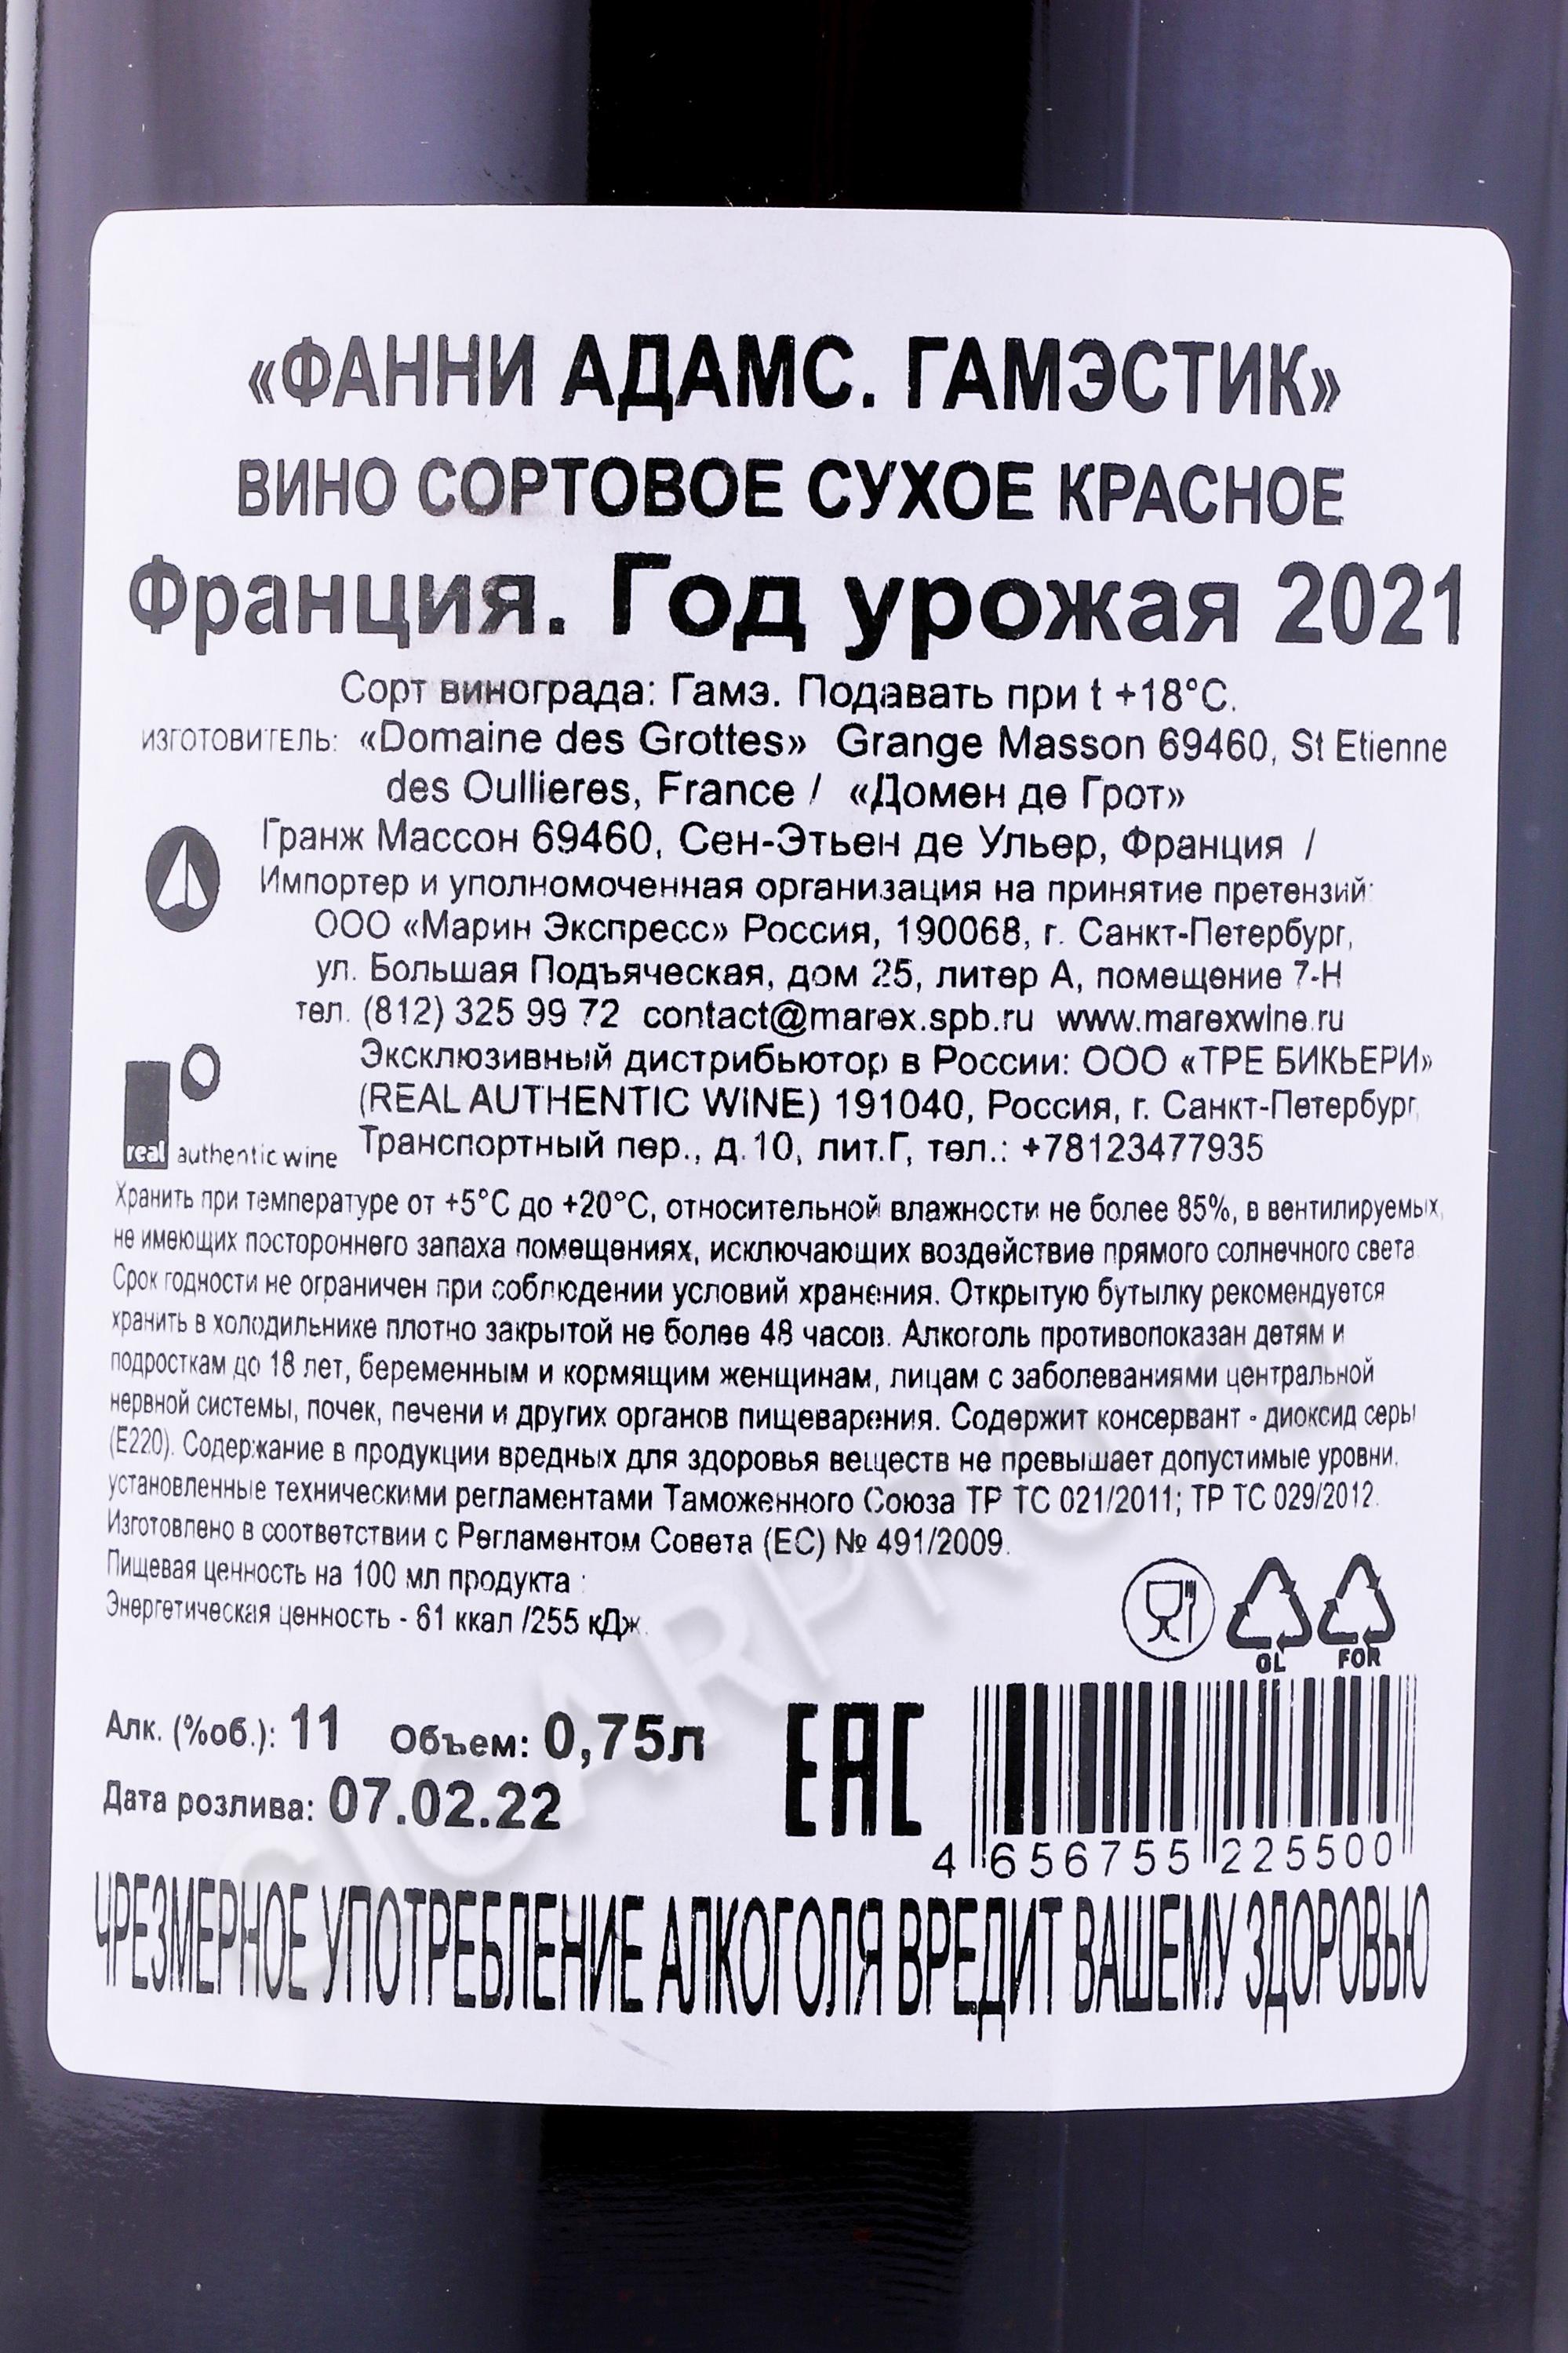 «ФАННИ АДАМС. ГАМЭСТИК»
ВИНО СОРТОВОЕ СУХОЕ КРАСНОЕ
Франция. Год урожая 2021
Сорт винограда: Гамэ. Подавать при t +18°C.
ИЗГОТОВИТЕЛЬ: «Domaine des Grottes» Grange Masson 69460, St Etienne
des Oullieres, France / «Домен де Грот»
Гранж Массон 69460, Сен-Этьен де Ульер, Франция /
Импортер и уполномоченная организация на принятие претензий:
ООО «Марин Экспресс» Россия, 190068, г. Санкт-Петербург,
ул. Большая Подъяческая, дом 25, литер А, помещение 7-Н
тел. (812) 325 99 72 contact@marex.spb.ru www.marexwine.ru
Эксклюзивный дистрибьютор в России: ООО «ТРЕ БИКЬЕРИ»
(REAL AUTHENTIC WINE) 191040, Россия, г. Санкт-Петербург,
real authentic wine Транспортный пер., д.10, лит.Г, тел.: +78123477935
Хранить при температуре от +5°C до +20°C, относительной влажности не более 85%, в вентилируемых,
не имеющих постороннего запаха помещениях, исключающих воздействие прямого солнечного света.
Срок годности не ограничен при соблюдении условий хранения. Открытую бутылку рекомендуется
хранить в холодильнике плотно закрытой не более 48 часов. Алкоголь противопоказан детям и
подросткам до 18 лет, беременным и кормящим женщинам, лицам с заболеваниями центральной
нервной системы, почек, печени и других органов пищеварения. Содержит консервант - диоксид серы
(Е220). Содержание в продукции вредных для здоровья веществ не превышает допустимые уровни,
установленные техническими регламентами Таможенного Союза ТР ТС 021/2011; ТР ТС 029/2012.
Изготовлено в соответствии с Регламентом Совета (ЕС) № 491/2009.
Пищевая ценность на 100 мл продукта :
Энергетическая ценность - 61 ккал /255 кДж.
GL FOR
Алк. (%об.): 11 Объем: 0,75л
EAC
Дата розлива: 07.02.22
4 656755 225500
ЧРЕЗМЕРНОЕ УПОТРЕБЛЕНИЕ АЛКОГОЛЯ ВРЕДИТ ВАШЕМУ ЗДОРОВЬЮ
CIGARPRO.ru